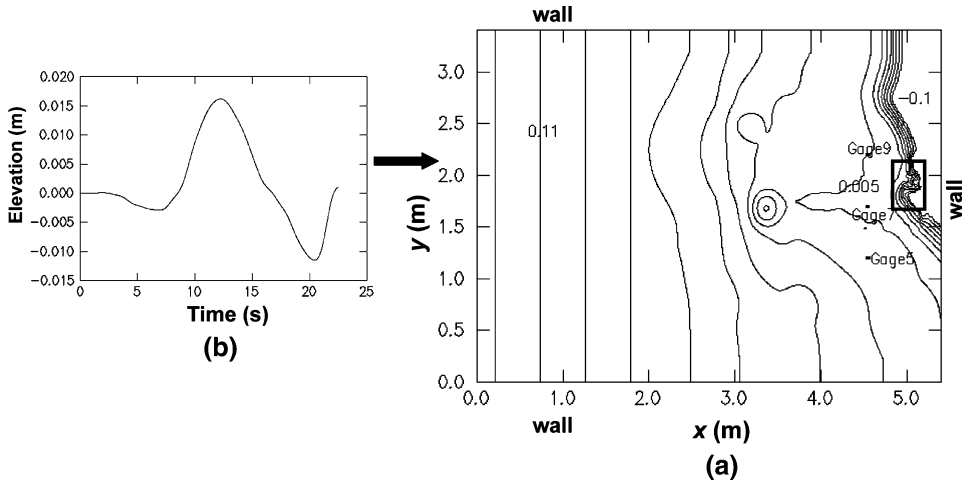 wall
0.020
0.015
0.010
0.005
0.000
−0.005
−0.010
−0.015
Elevation (m)
0 5 10 15 20 25
Time (s)
(b)
3.0
2.5
2.0
1.5
1.0
0.5
0.0
y (m)
0.11
−0.1
Gage9
0.005
Gage7
Gage5
wall
0.0 1.0 2.0 3.0 4.0 5.0
wall
x (m)
(a)